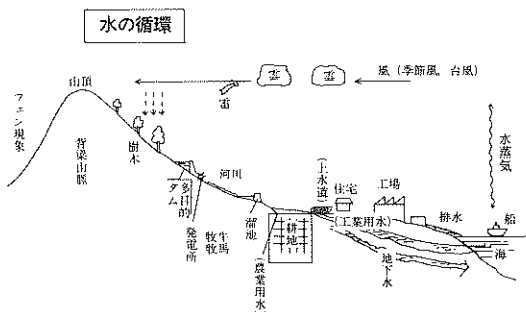 水の循環
山頂
雲
雲
風（季節風。台風）
雷
フェン現象
背梁山脈
樹木
多目的ダム
発電所
河川
牧牛
牧馬
溜池
耕地
（農業用水
（上水道）
住宅
工場
（工業用水）
排水
地下水
水蒸気
船
海